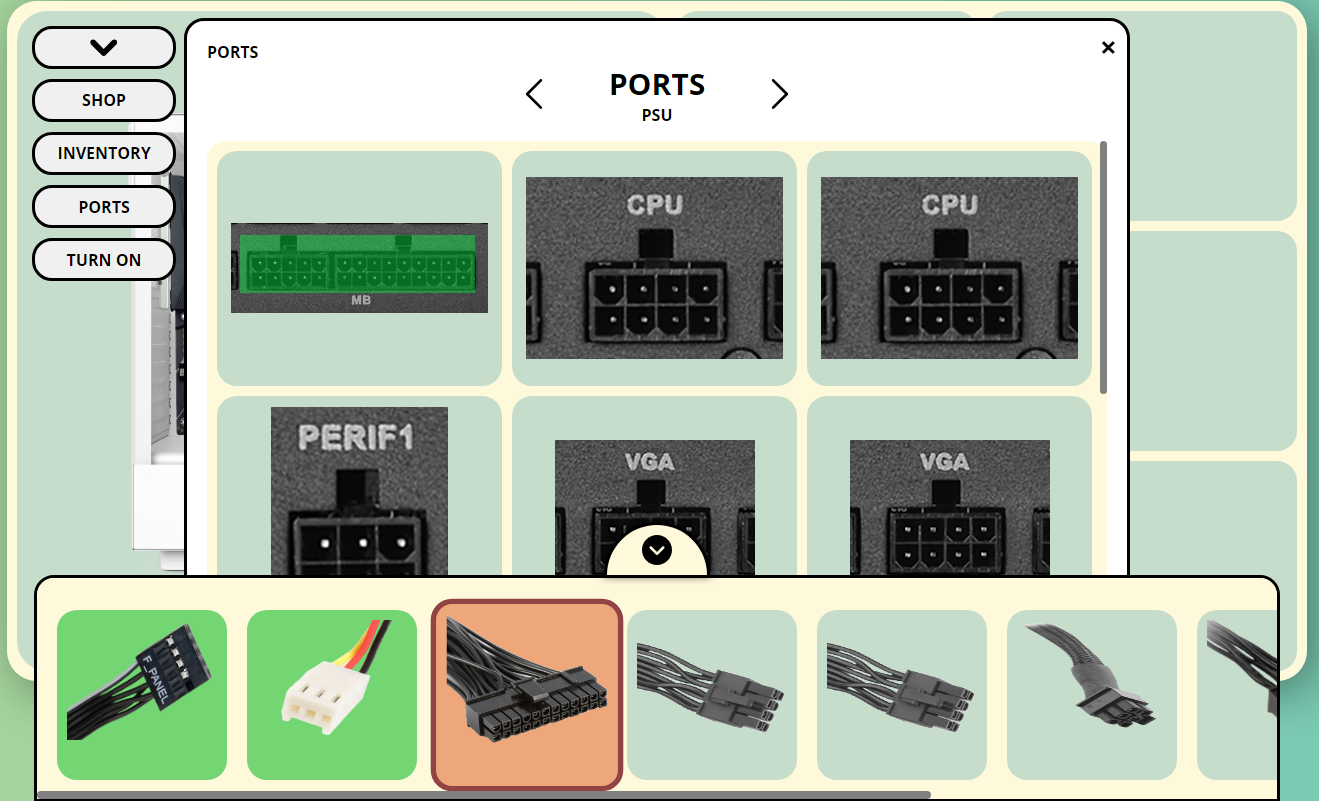 SHOP
INVENTORY
PORTS
TURN ON
PORTS
PORTS
PSU
MB
CPU
CPU
PERIF1
VGA
VGA
F_PANEL